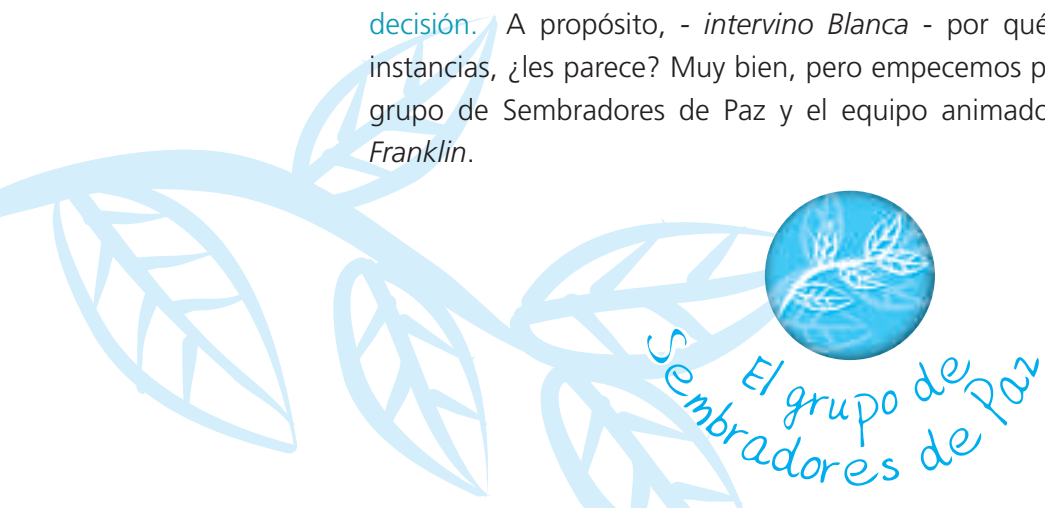 decisión. A propósito, - intervino Blanca - por qué
instancias, ¿les parece? Muy bien, pero empecemos p
grupo de Sembradores de Paz y el equipo animado
Franklin.
El grupo de
Sembradores de Paz